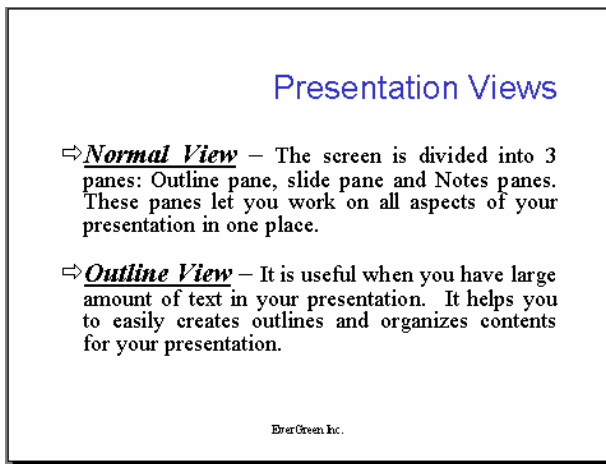 Presentation Views
⇨Normal View – The screen is divided into 3
panes: Outline pane, slide pane and Notes panes.
These panes let you work on all aspects of your
presentation in one place.
⇨Outline View – It is useful when you have large
amount of text in your presentation. It helps you
to easily creates outlines and organizes contents
for your presentation.
EverGreen Inc.